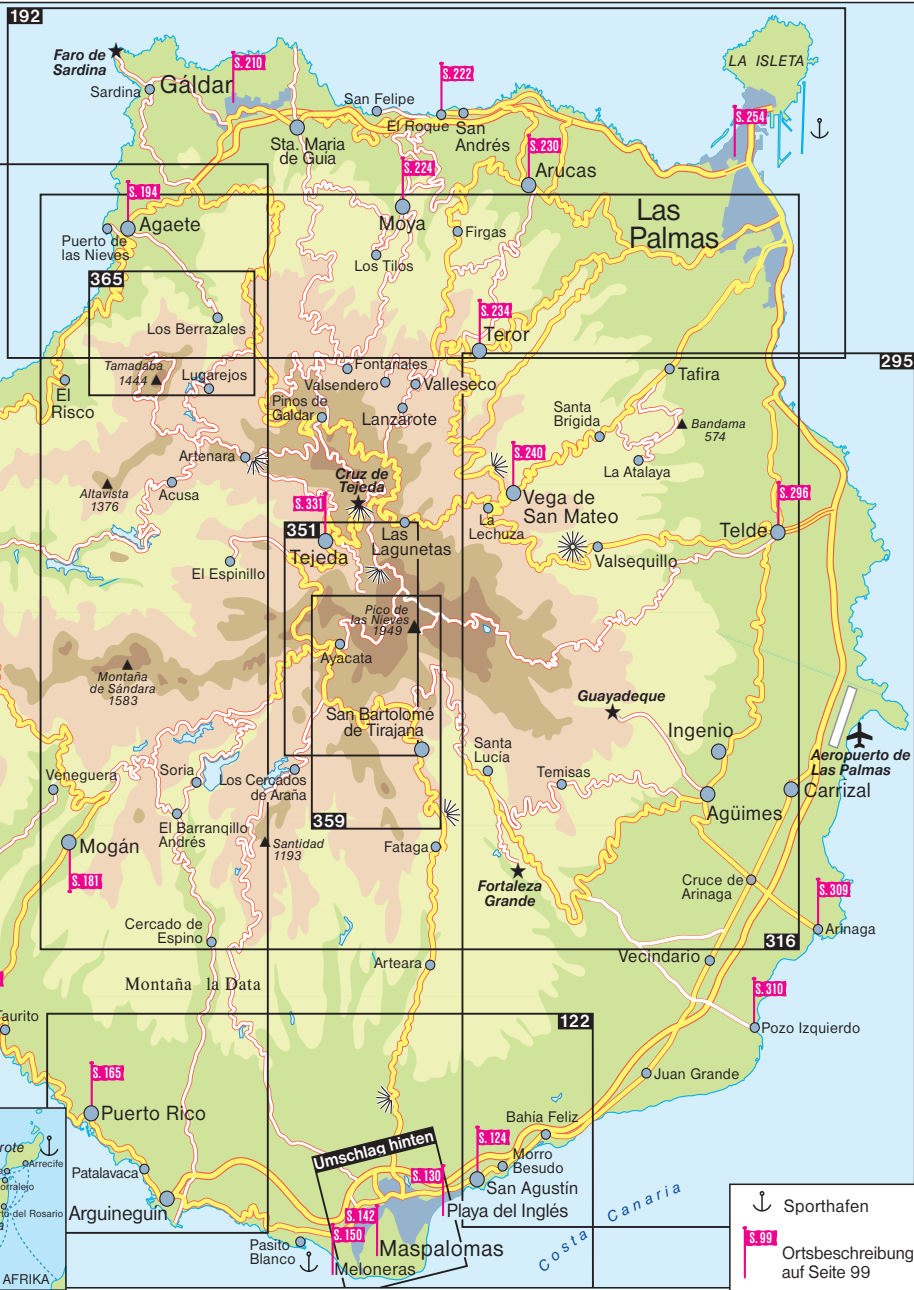 192
Faro de
Sardina
S. 210
LA ISLETA
Sardina
Gáldar
S. 222
San Felipe
El Roque
San
Andrés
S. 254
Sta. Maria
de Guía
S. 230
Arucas
S. 224
Moya
S. 194
Agaete
Puerto de
las Nieves
Firgas
Las
Palmas
Los Tilos
365
Los Berrazales
S. 234
Teror
295
Tamadaba
1444
Lugarejos
Fontanales
Valsendero
Valleseco
Tafira
El
Risco
Pinos de
Galdar
Lanzarote
Santa
Brigida
Bandama
574
Artenara
S. 240
La Atalaya
Cruz de
Tejeda
Altavista
1376
Acusa
S. 331
Vega de
San Mateo
S. 296
351
Tejeda
Las
Lagunetas
La
Lechuza
Telde
El Espinillo
Valsequillo
Pico de
las Nieves
1949
Ayacata
Montaña
de Sándara
1583
Guayadeque
San Bartolomé
de Tirajana
Ingenio
Santa
Lucía
Aeropuerto de
Las Palmas
Veneguera
Soria
Los Cercados
de Araña
Temisas
Carrizal
Agüimes
El Barranquillo
Andrés
359
Mogán
Santidad
1193
Fataga
S. 181
Fortaleza
Grande
Cruce de
Arinaga
S. 309
Cercado de
Espino
Arinaga
316
Arteara
Vecindario
Montaña la Data
S. 310
Taurito
122
Pozo Izquierdo
S. 165
Juan Grande
Puerto Rico
Bahia Feliz
S. 124
Umschlag hinten
Morro
Besudo
Arrecife
Patalavaca
S. 130
San Agustín
Playa del Inglés
Arguineguin
S. 142
S. 150
Maspalomas
Pasito
Blanco
Meloneras
Costa Canaria
AFRIKA
Sporthafen
S. 99
Ortsbeschreibung
auf Seite 99